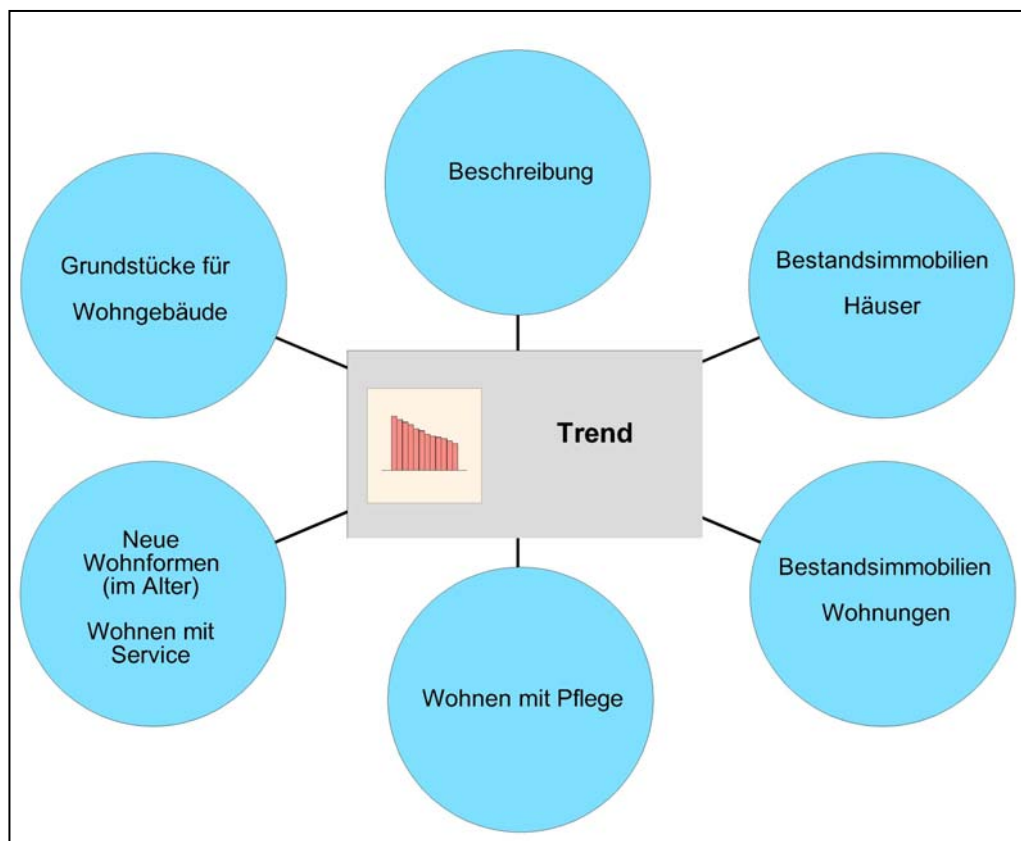 Beschreibung
Grundstücke für
Wohngebäude
Bestandsimmobilien
Häuser
Trend
Neue
Wohnformen
(im Alter)
Wohnen mit
Service
Bestandsimmobilien
Wohnungen
Wohnen mit Pflege